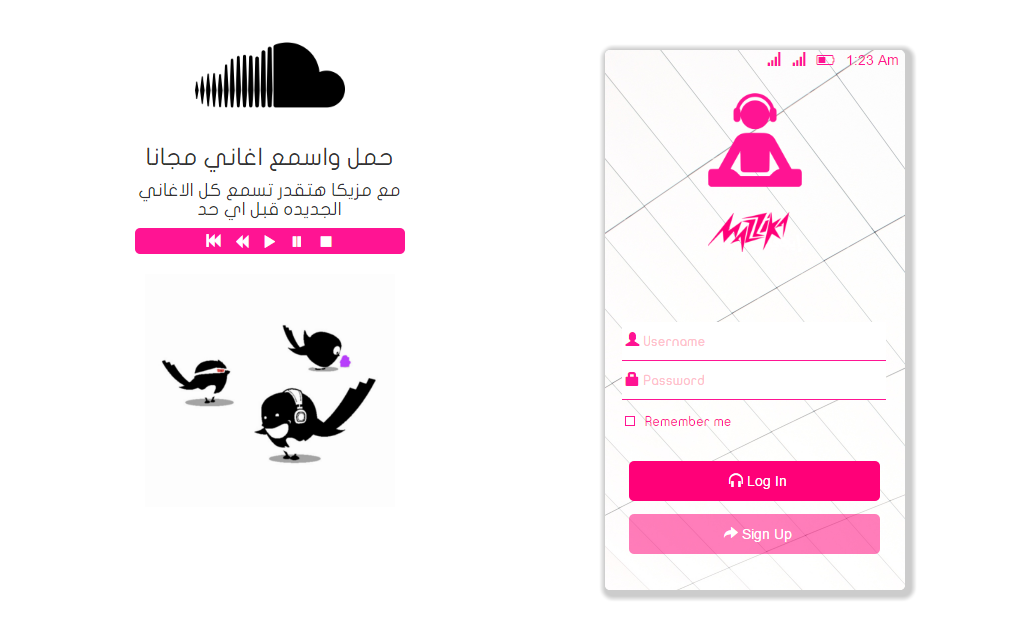 حمل واسمع اغاني مجانا
مع مزيكا هتقدر تسمع كل الاغاني
الجديده قبل اي حد
1:23 Am
MAZZIKA
Username
Password
Remember me
Log In
Sign Up